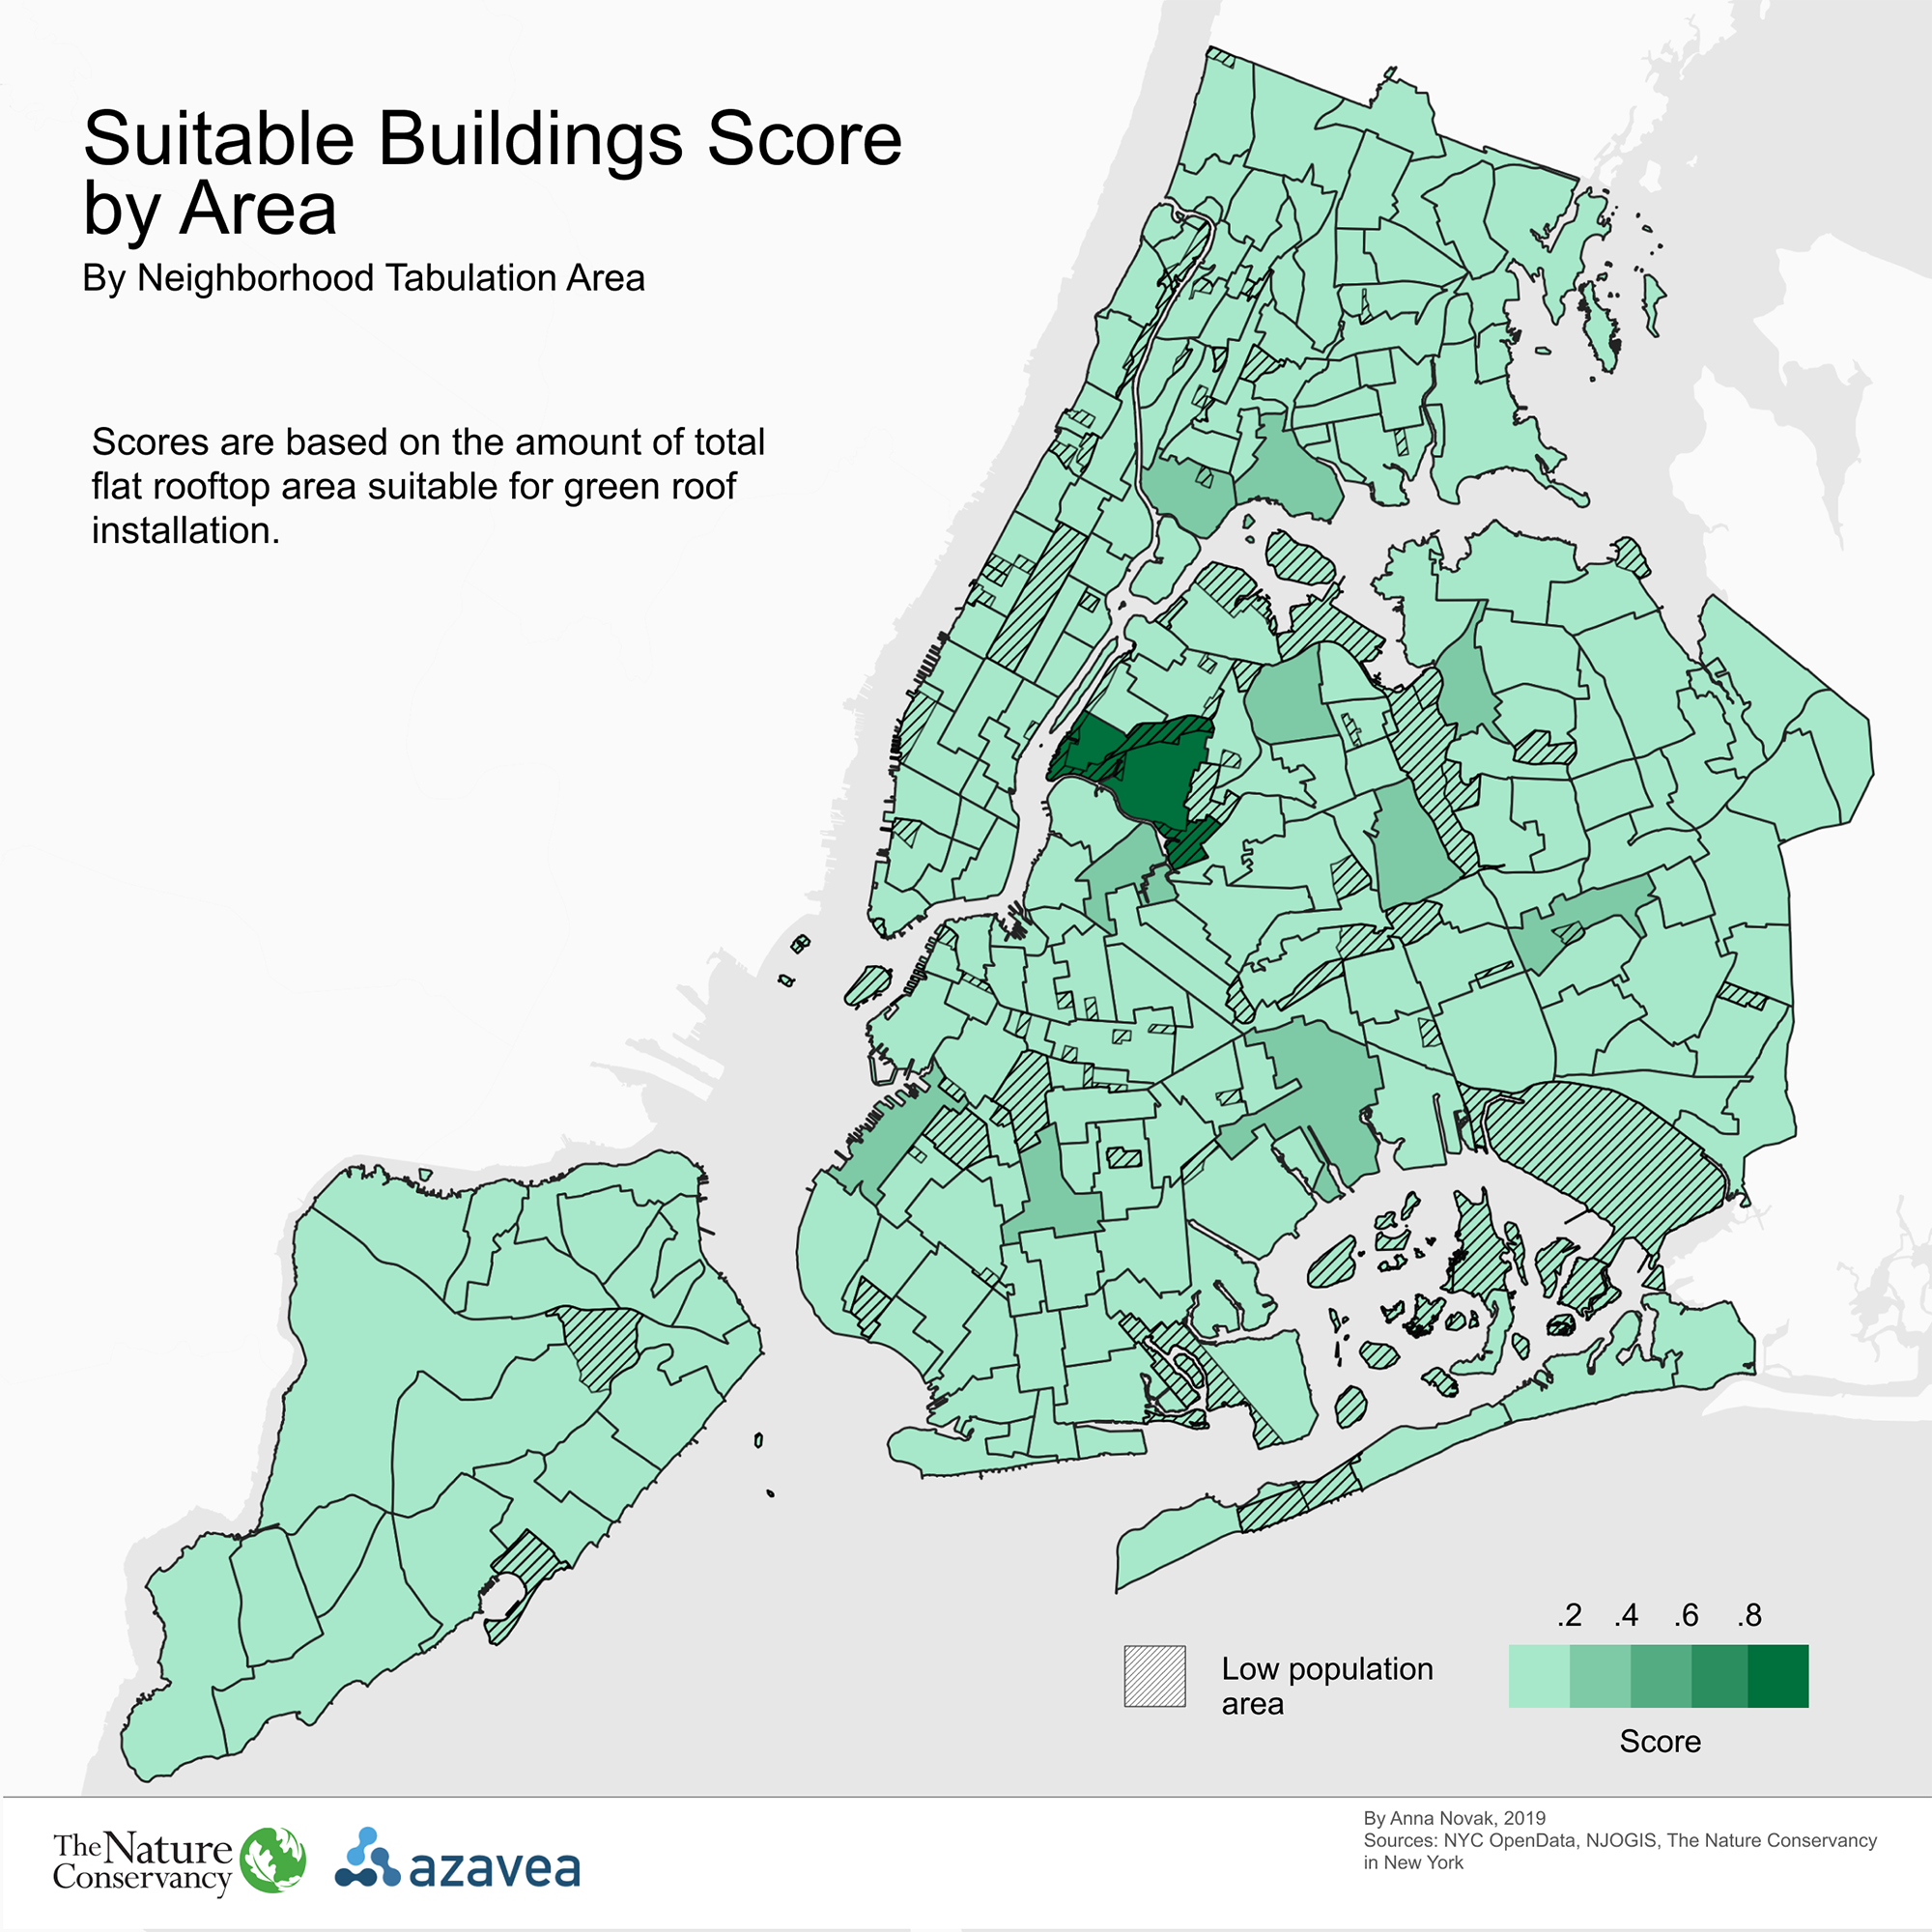 Suitable Buildings Score
by Area
By Neighborhood Tabulation Area
Scores are based on the amount of total
flat rooftop area suitable for green roof
installation.
.2 .4 .6 .8
Low population
area
Score
The Nature
Conservancy
azavea
By Anna Novak, 2019
Sources: NYC OpenData, NJOGIS, The Nature Conservancy
in New York